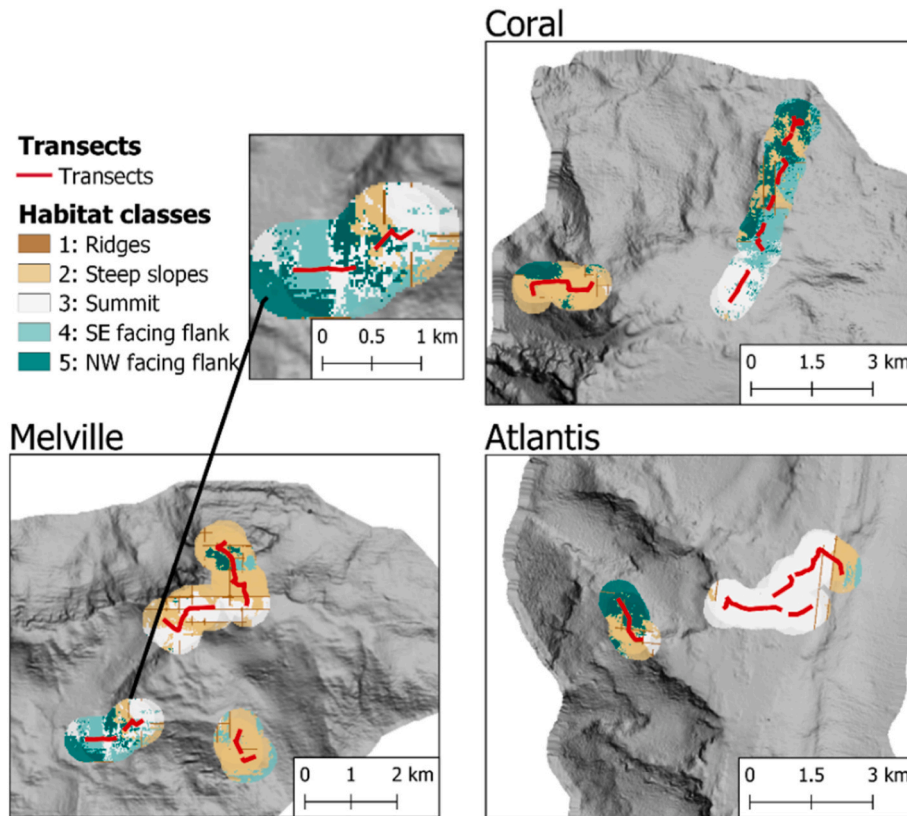 Coral
Transects
Transects
Habitat classes
1: Ridges
2: Steep slopes
3: Summit
4: SE facing flank
5: NW facing flank
0 0.5 1 km
0 1.5 3 km
Melville
Atlantis
0 1 2 km
0 1.5 3 km